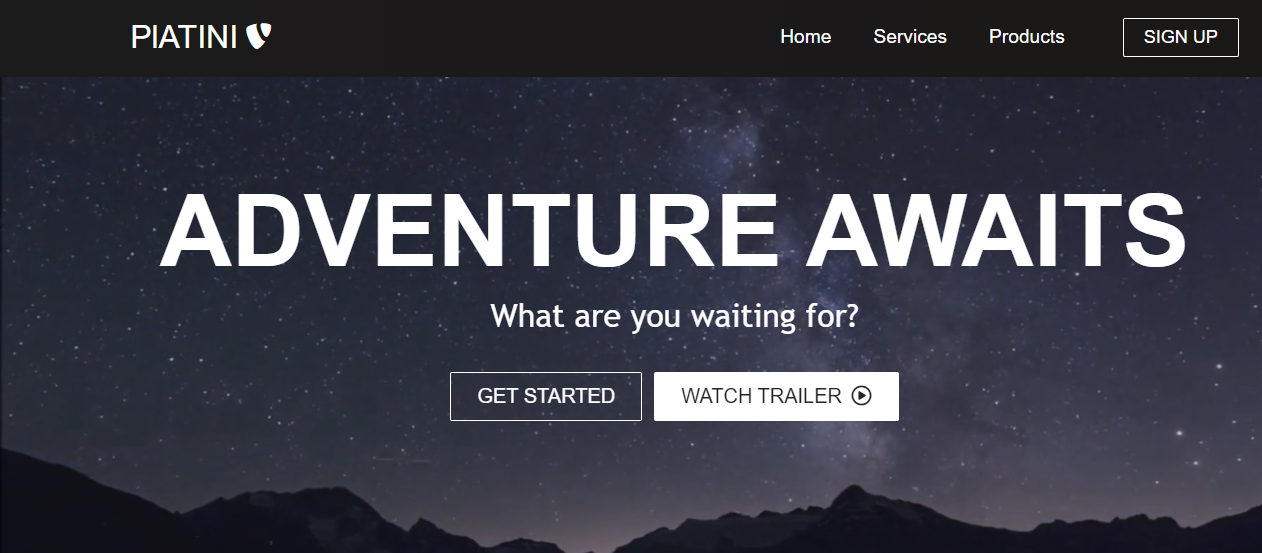 PIATINI
Home Services Products SIGN UP
ADVENTURE AWAITS
What are you waiting for?
GET STARTED WATCH TRAILER